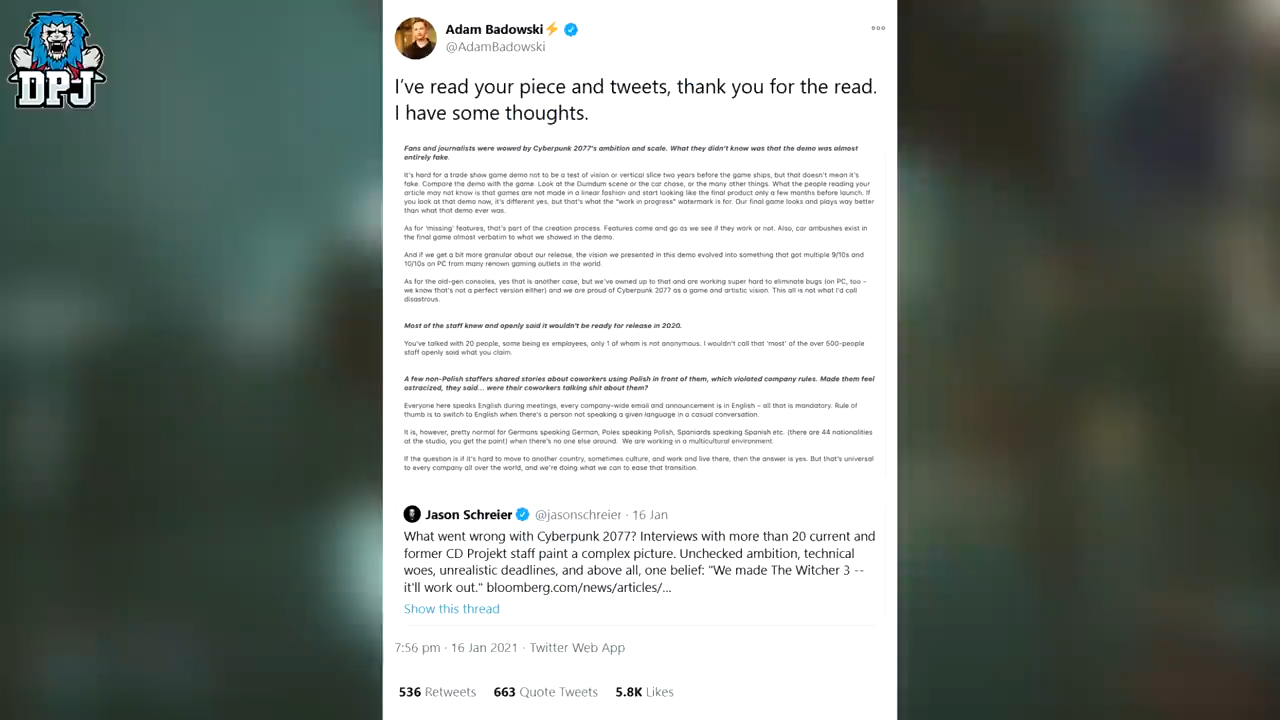 DPJ
Adam Badowski⚡
@AdamBadowski
I've read your piece and tweets, thank you for the read.
I have some thoughts.
Fans and journalists were wowed by Cyberpunk 2077's ambition and scale. What they didn't know was that the demo was almost
entirely fake.
It's hard for a trade show game demo not to be a test of vision or vertical slice two years before the game ships, but that doesn't mean it's
fake. Compare the demo with the game. Look at the Dumdum scene or the car chase, or the many other things. What the people reading your
article may not know is that games are not made in a linear fashion and start looking like the final product only a few months before launch. If
you look at that demo now, it's different yes, but that's what the "work in progress" watermark is for. Our final game looks and plays way better
than what that demo ever was.
As for 'missing' features, that's part of the creation process. Features come and go as we see if they work or not. Also, car ambushes exist in
the final game almost verbatim to what we showed in the demo.
And if we get a bit more granular about our release, the vision we presented in this demo evolved into something that got multiple 9/10s and
10/10s on PC from many renown gaming outlets in the world.
As for the old-gen consoles, yes that is another case, but we've owned up to that and are working super hard to eliminate bugs (on PC, too –
we know that's not a perfect version either) and we are proud of Cyberpunk 2077 as a game and artistic vision. This all is not what I'd call
disastrous.
Most of the staff knew and openly said it wouldn't be ready for release in 2020.
You've talked with 20 people, some being ex employees, only 1 of whom is not anonymous. I wouldn't call that 'most' of the over 500-people
staff openly said what you claim.
A few non-Polish staffers shared stories about coworkers using Polish in front of them, which violated company rules. Made them feel
ostracized, they said... were their coworkers talking shit about them?
Everyone here speaks English during meetings, every company-wide email and announcement is in English – all that is mandatory. Rule of
thumb is to switch to English when there's a person not speaking a given language in a casual conversation.
It is, however, pretty normal for Germans speaking German, Poles speaking Polish, Spaniards speaking Spanish etc. (there are 44 nationalities
at the studio, you get the point) when there's no one else around. We are working in a multicultural environment.
If the question is if it's hard to move to another country, sometimes culture, and work and live there, then the answer is yes. But that's universal
to every company all over the world, and we're doing what we can to ease that transition.
Jason Schreier @jasonschreier · 16 Jan
What went wrong with Cyberpunk 2077? Interviews with more than 20 current and
former CD Projekt staff paint a complex picture. Unchecked ambition, technical
woes, unrealistic deadlines, and above all, one belief: "We made The Witcher 3 --
it'll work out." bloomberg.com/news/articles/...
Show this thread
7:56 pm · 16 Jan 2021 · Twitter Web App
536 Retweets 663 Quote Tweets 5.8K Likes